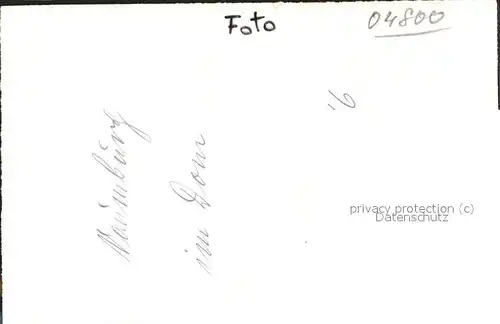 Foto
04800
Naumburg
im Dom
privacy protection (c)
Datenschutz